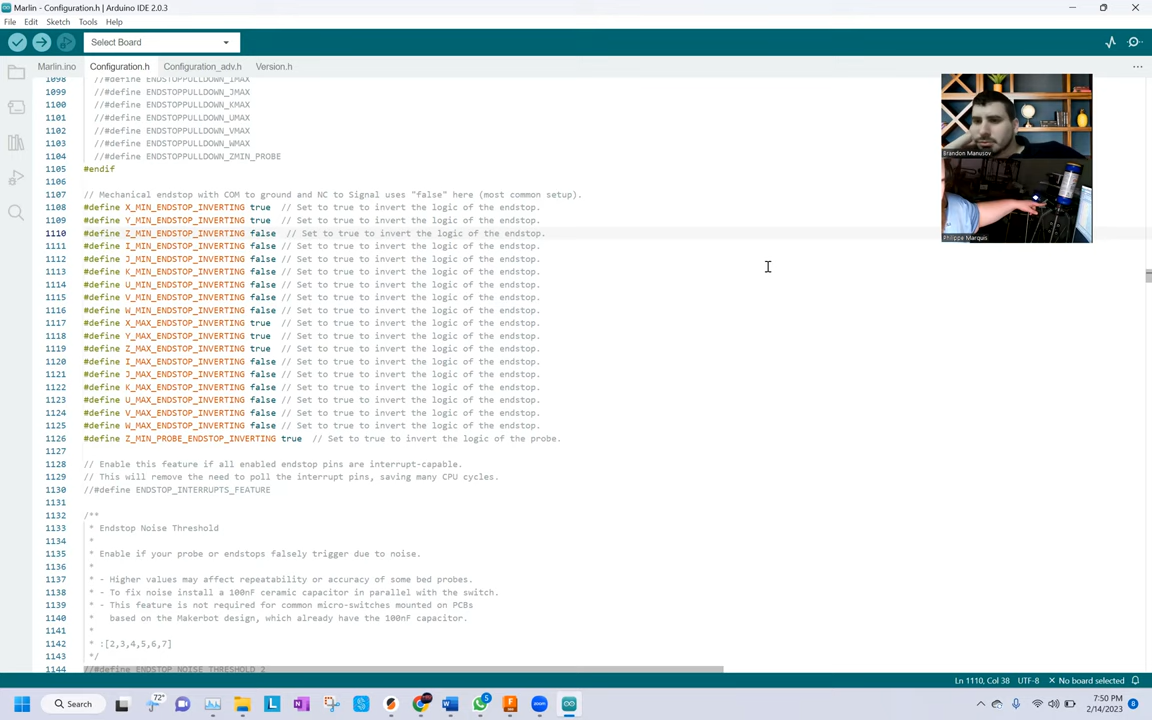 Marlin - Configuration.h | Arduino IDE 2.0.3
File Edit Sketch Tools Help
Select Board
Marlin.ino Configuration.h Configuration_adv.h Version.h
1098 //#define ENDSTOPPULLDOWN_IMAX
1099 //#define ENDSTOPPULLDOWN_JMAX
1100 //#define ENDSTOPPULLDOWN_KMAX
1101 //#define ENDSTOPPULLDOWN_UMAX
1102 //#define ENDSTOPPULLDOWN_VMAX
1103 //#define ENDSTOPPULLDOWN_WMAX
1104 //#define ENDSTOPPULLDOWN_ZMIN_PROBE
1105 #endif
1106
1107 // Mechanical endstop with COM to ground and NC to Signal uses "false" here (most common setup).
1108 #define X_MIN_ENDSTOP_INVERTING true // Set to true to invert the logic of the endstop.
1109 #define Y_MIN_ENDSTOP_INVERTING true // Set to true to invert the logic of the endstop.
1110 #define Z_MIN_ENDSTOP_INVERTING false // Set to true to invert the logic of the endstop.
1111 #define I_MIN_ENDSTOP_INVERTING false // Set to true to invert the logic of the endstop.
1112 #define J_MIN_ENDSTOP_INVERTING false // Set to true to invert the logic of the endstop.
1113 #define K_MIN_ENDSTOP_INVERTING false // Set to true to invert the logic of the endstop.
1114 #define U_MIN_ENDSTOP_INVERTING false // Set to true to invert the logic of the endstop.
1115 #define V_MIN_ENDSTOP_INVERTING false // Set to true to invert the logic of the endstop.
1116 #define W_MIN_ENDSTOP_INVERTING false // Set to true to invert the logic of the endstop.
1117 #define X_MAX_ENDSTOP_INVERTING true // Set to true to invert the logic of the endstop.
1118 #define Y_MAX_ENDSTOP_INVERTING true // Set to true to invert the logic of the endstop.
1119 #define Z_MAX_ENDSTOP_INVERTING true // Set to true to invert the logic of the endstop.
1120 #define I_MAX_ENDSTOP_INVERTING false // Set to true to invert the logic of the endstop.
1121 #define J_MAX_ENDSTOP_INVERTING false // Set to true to invert the logic of the endstop.
1122 #define K_MAX_ENDSTOP_INVERTING false // Set to true to invert the logic of the endstop.
1123 #define U_MAX_ENDSTOP_INVERTING false // Set to true to invert the logic of the endstop.
1124 #define V_MAX_ENDSTOP_INVERTING false // Set to true to invert the logic of the endstop.
1125 #define W_MAX_ENDSTOP_INVERTING false // Set to true to invert the logic of the endstop.
1126 #define Z_MIN_PROBE_ENDSTOP_INVERTING true // Set to true to invert the logic of the probe.
1127
1128 // Enable this feature if all enabled endstop pins are interrupt-capable.
1129 // This will remove the need to poll the interrupt pins, saving many CPU cycles.
1130 //#define ENDSTOP_INTERRUPTS_FEATURE
1131
1132 /**
1133 * Endstop Noise Threshold
1134 *
1135 * Enable if your probe or endstops falsely trigger due to noise.
1136 *
1137 * - Higher values may affect repeatability or accuracy of some bed probes.
1138 * - To fix noise install a 100nF ceramic capacitor in parallel with the switch.
1139 * - This feature is not required for common micro-switches mounted on PCBs
1140 * based on the Makerbot design, which already have the 100nF capacitor.
1141 *
1142 * :[2,3,4,5,6,7]
1143 */
1144 //#define ENDSTOP_NOISE_THRESHOLD 2
Brandon Manusov
Philippe Marquis
Ln 1110, Col 38 UTF-8 No board selected
Search
72°
5
7:50 PM
2/14/2023
8